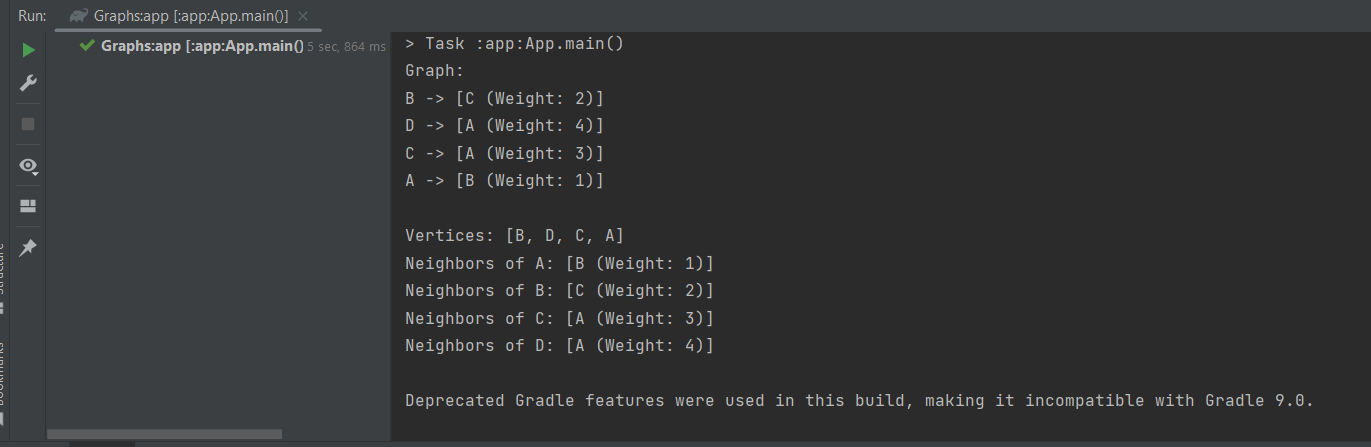 Run: Graphs:app [:app:App.main()]
Graphs:app [:app:App.main() 5 sec, 864 ms
> Task :app:App.main()
Graph:
B -> [C (Weight: 2)]
D -> [A (Weight: 4)]
C -> [A (Weight: 3)]
A -> [B (Weight: 1)]
Vertices: [B, D, C, A]
Neighbors of A: [B (Weight: 1)]
Neighbors of B: [C (Weight: 2)]
Neighbors of C: [A (Weight: 3)]
Neighbors of D: [A (Weight: 4)]
Deprecated Gradle features were used in this build, making it incompatible with Gradle 9.0.